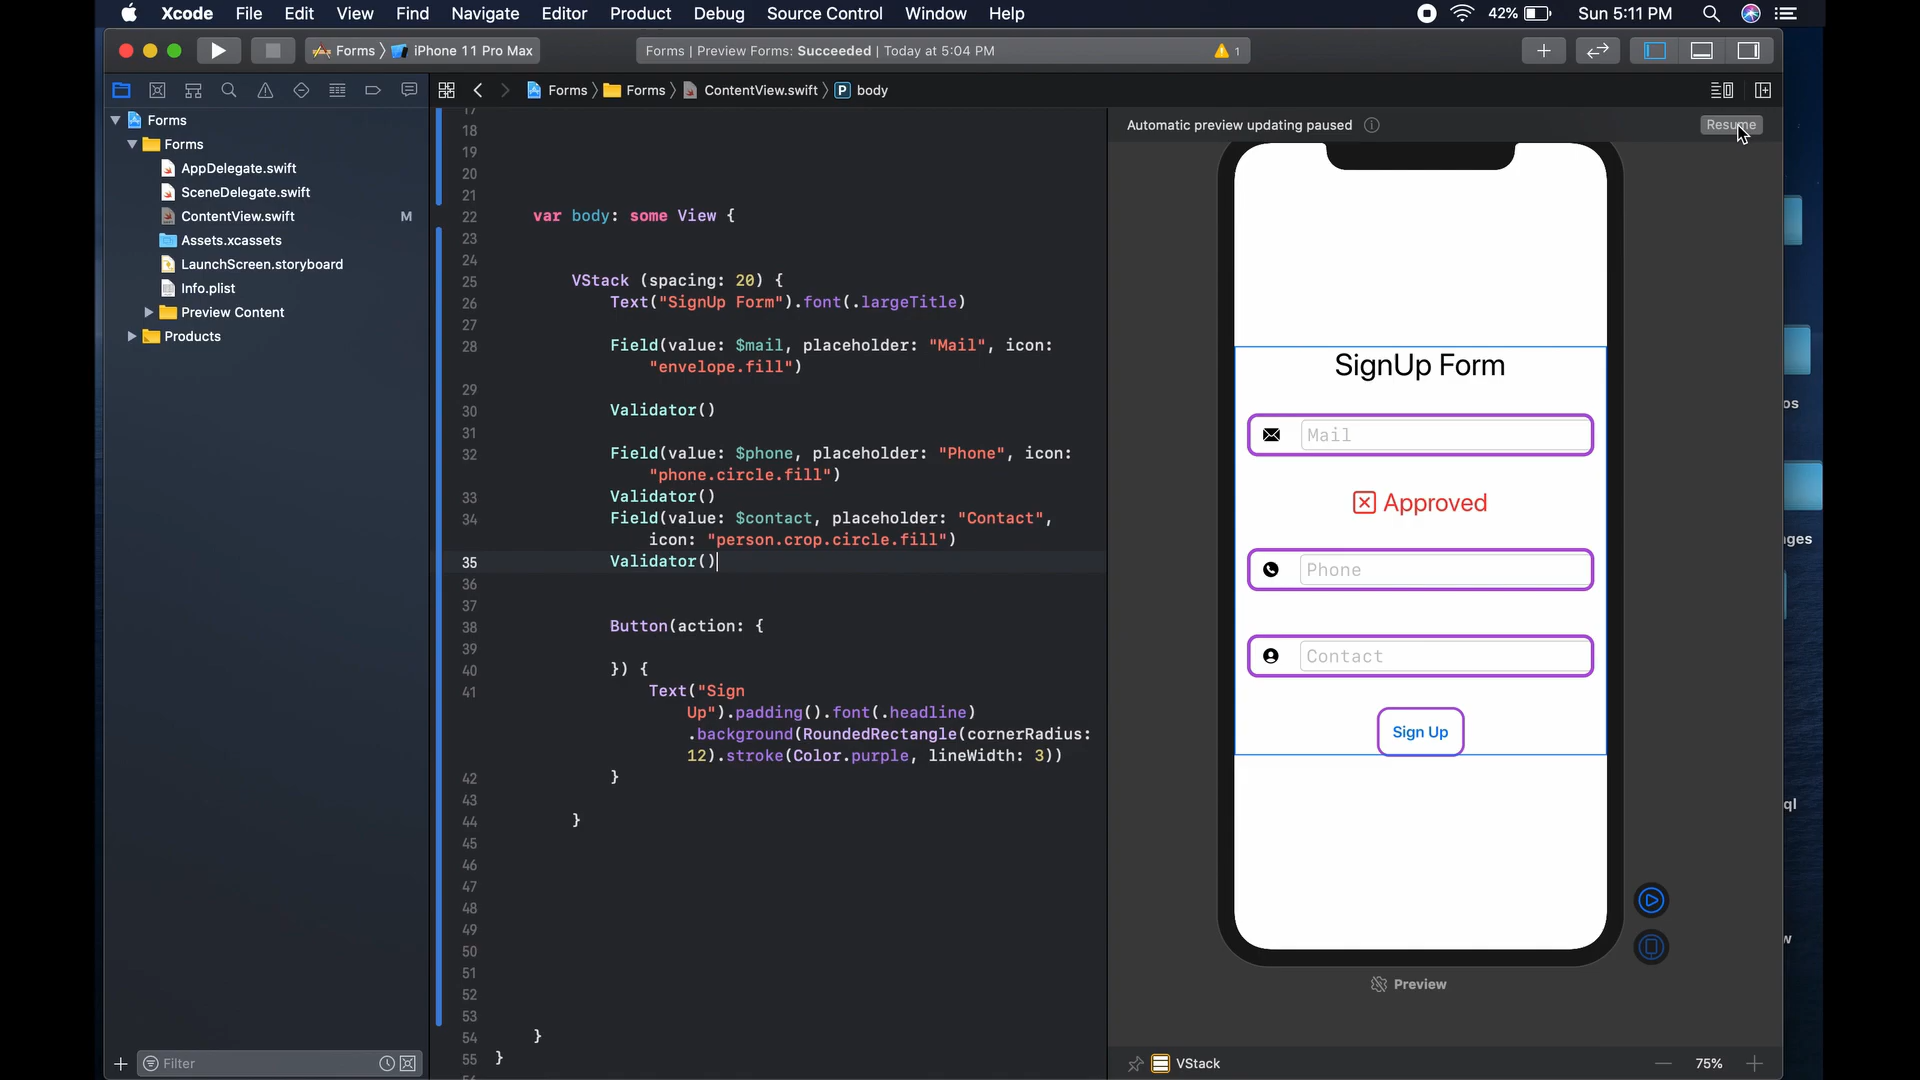 Xcode File Edit View Find Navigate Editor Product Debug Source Control Window Help 42% Sun 5:11 PM
Forms iPhone 11 Pro Max Forms | Preview Forms: Succeeded | Today at 5:04 PM 1
Forms Forms ContentView.swift P body
Forms
Forms
AppDelegate.swift
SceneDelegate.swift
ContentView.swift M
Assets.xcassets
LaunchScreen.storyboard
Info.plist
Preview Content
Products
Filter
17
18
19
20
21
22 var body: some View {
23
24
25 VStack (spacing: 20) {
26 Text("SignUp Form").font(.largeTitle)
27
28 Field(value: $mail, placeholder: "Mail", icon:
"envelope.fill")
29
30 Validator()
31
32 Field(value: $phone, placeholder: "Phone", icon:
"phone.circle.fill")
33 Validator()
34 Field(value: $contact, placeholder: "Contact",
icon: "person.crop.circle.fill")
35 Validator()
36
37
38 Button(action: {
39
40 }) {
41 Text("Sign
Up").padding().font(.headline)
.background(RoundedRectangle(cornerRadius:
12).stroke(Color.purple, lineWidth: 3))
42 }
43
44 }
45
46
47
48
49
50
51
52
53
54 }
55 }
Automatic preview updating paused Resume
SignUp Form
Mail
Approved
Phone
Contact
Sign Up
Preview
VStack 75%
os
ges
ql
w